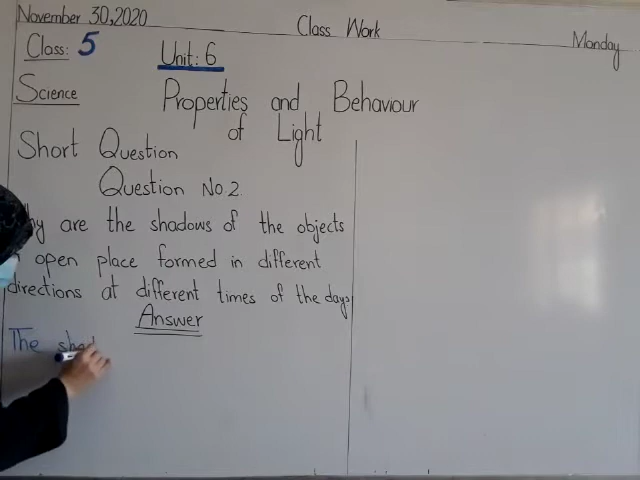 November 30,2020
Class Work
Monday
Class: 5
Unit: 6
Science
Properties and Behaviour
of Light
Short Question
Question No.2
are the shadows of the objects
open place formed in different
directions at different times of the day?
Answer
The